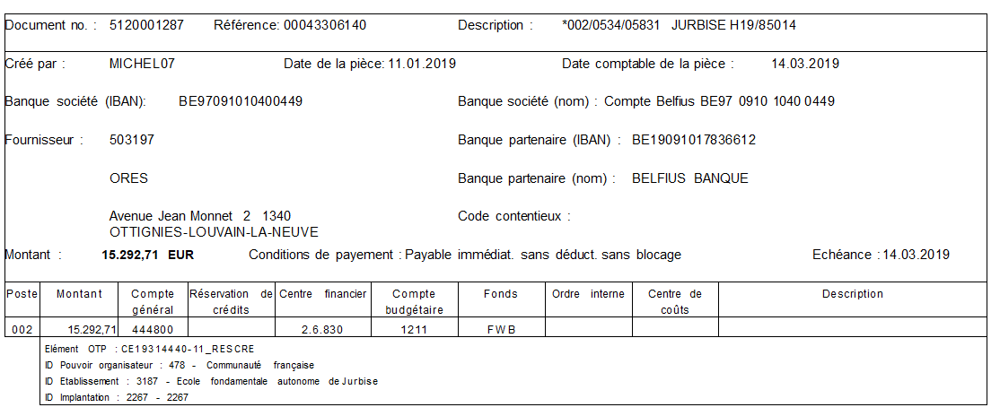 Document no. : 5120001287 Référence: 00043306140 Description : *002/0534/05831 JURBISE H19/85014
Créé par : MICHEL07 Date de la pièce: 11.01.2019 Date comptable de la pièce : 14.03.2019
Banque société (IBAN): BE97091010400449 Banque société (nom) : Compte Belfius BE97 0910 1040 0449
Fournisseur : 503197 Banque partenaire (IBAN) : BE19091017836612
ORES Banque partenaire (nom) : BELFIUS BANQUE
Avenue Jean Monnet 2 1340 Code contentieux :
OTTIGNIES-LOUVAIN-LA-NEUVE
Montant : 15.292,71 EUR Conditions de payement : Payable immédiat. sans déduct. sans blocage Echéance : 14.03.2019
Poste Montant Compte Réservation de Centre financier Compte Fonds Ordre interne Centre de Description
général crédits budgétaire coûts
002 15.292,71 444800 2.6.830 1211 FWB
Elément OTP : CE19314440-11_RESCRE
ID Pouvoir organisateur : 478 - Communauté française
ID Etablissement : 3187 - Ecole fondamentale autonome de Jurbise
ID Implantation : 2267 - 2267